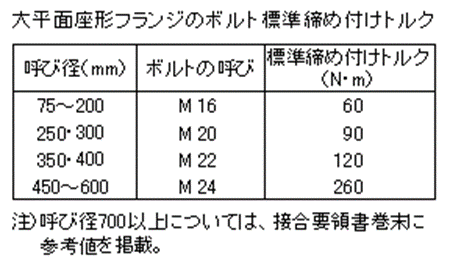 大平面座形フランジのボルト標準締め付けトルク
呼び径(mm) ボルトの呼び 標準締め付けトルク(N・m)
75～200 M 16 60
250・300 M 20 90
350・400 M 22 120
450～600 M 24 260
注)呼び径700以上については、接合要領書巻末に
参考値を掲載。